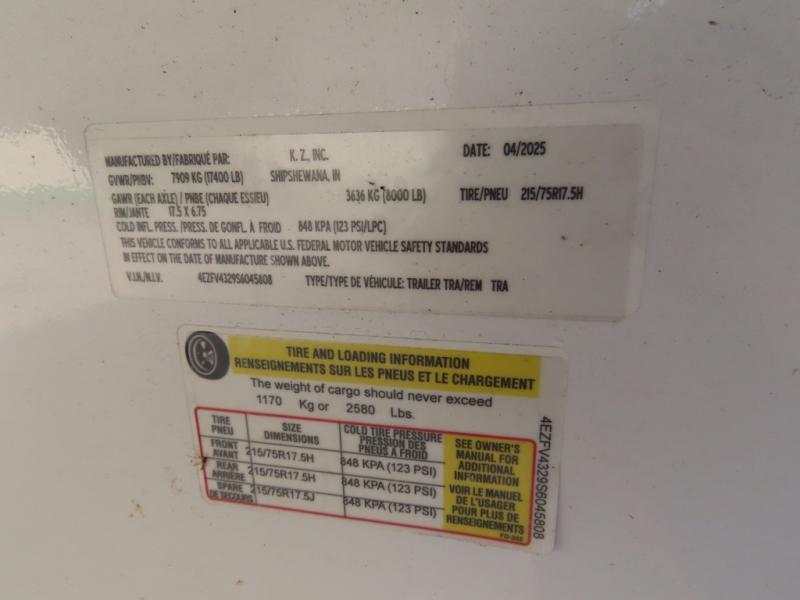 MANUFACTURED BY/FABRIQUÉ PAR: K. Z., INC. DATE: 04/2025
GVWR/PNBV: 7909 KG (17400 LB) SHIPSHEWANA, IN
GAWR (EACH AXLE) / PNBE (CHAQUE ESSIEU) 3636 KG (8000 LB) TIRE/PNEU 215/75R17.5H
RIM/JANTE 17.5 X 6.75
COLD INFL. PRESS. /PRESS. DE GONFL. À FROID 848 KPA (123 PSI/LPC)
THIS VEHICLE CONFORMS TO ALL APPLICABLE U.S. FEDERAL MOTOR VEHICLE SAFETY STANDARDS
IN EFFECT ON THE DATE OF MANUFACTURE SHOWN ABOVE.
V.I.N./N.I.V. 4EZFV4329S6045808 TYPE/TYPE DE VÉHICULE: TRAILER TRA/REM TRA
TIRE AND LOADING INFORMATION
RENSEIGNEMENTS SUR LES PNEUS ET LE CHARGEMENT
The weight of cargo should never exceed
1170 Kg or 2580 Lbs.
TIRE
PNEU
SIZE
DIMENSIONS
COLD TIRE PRESSURE
PRESSION DES
PNEUS À FROID
FRONT
AVANT
215/75R17.5H
848 KPA (123 PSI)
REAR
ARRIÈRE
215/75R17.5H
848 KPA (123 PSI)
SPARE
DE SECOURS
215/75R17.5J
848 KPA (123 PSI)
SEE OWNER'S
MANUAL FOR
ADDITIONAL
INFORMATION
VOIR LE MANUEL
DE L'USAGER
POUR PLUS DE
RENSEIGNEMENTS
4EZFV4329S6045808